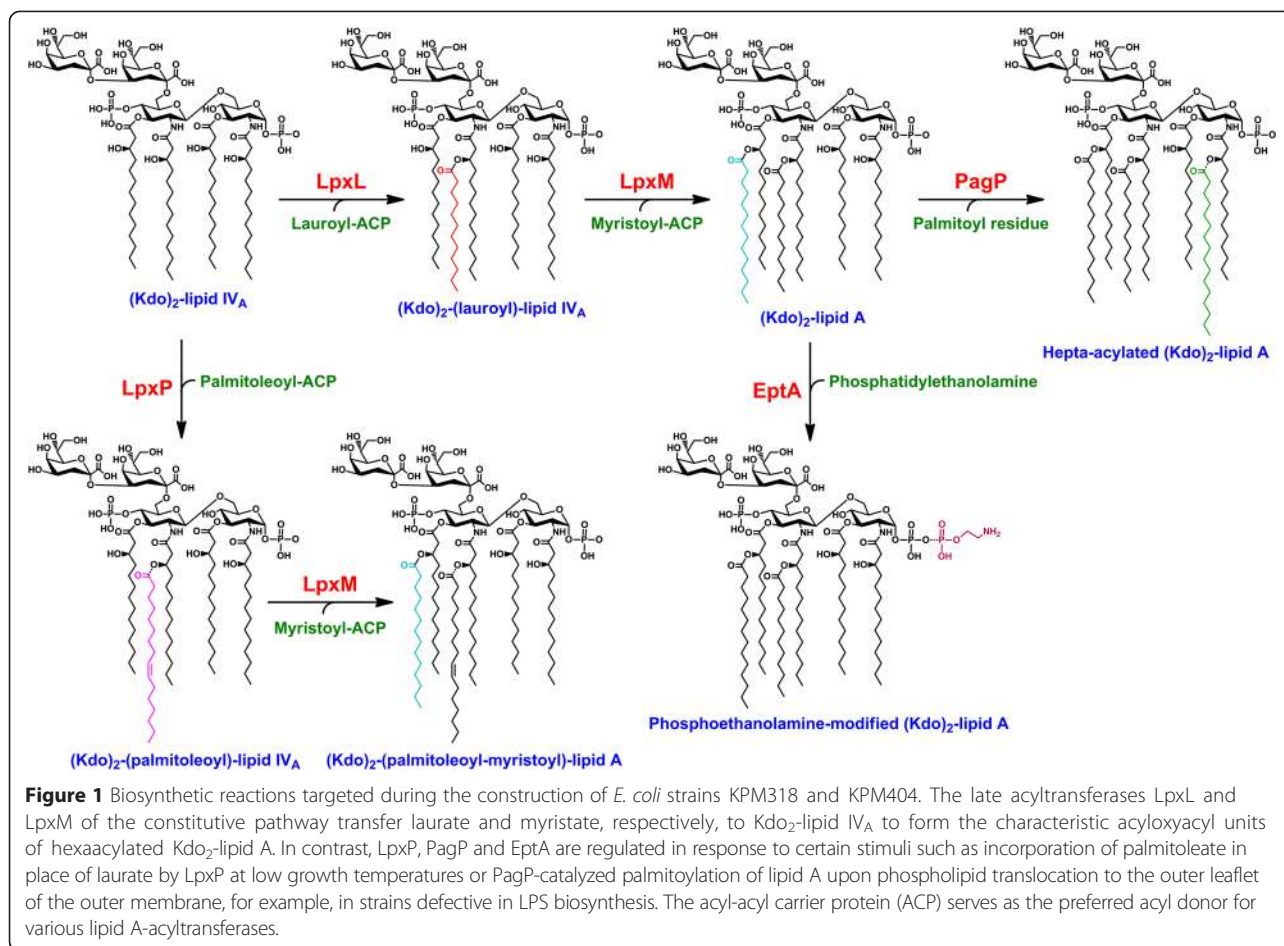 LpxL
Lauroyl-ACP
LpxM
Myristoyl-ACP
PagP
Palmitoyl residue
(Kdo)2-lipid IVA
(Kdo)2-(lauroyl)-lipid IVA
(Kdo)2-lipid A
Hepta-acylated (Kdo)2-lipid A
LpxP
Palmitoleoyl-ACP
EptA
Phosphatidylethanolamine
LpxM
Myristoyl-ACP
(Kdo)2-(palmitoleoyl)-lipid IVA
(Kdo)2-(palmitoleoyl-myristoyl)-lipid A
Phosphoethanolamine-modified (Kdo)2-lipid A
Figure 1 Biosynthetic reactions targeted during the construction of E. coli strains KPM318 and KPM404. The late acyltransferases LpxL and
LpxM of the constitutive pathway transfer laurate and myristate, respectively, to Kdo2-lipid IVA to form the characteristic acyloxyacyl units
of hexaacylated Kdo2-lipid A. In contrast, LpxP, PagP and EptA are regulated in response to certain stimuli such as incorporation of palmitoleate in
place of laurate by LpxP at low growth temperatures or PagP-catalyzed palmitoylation of lipid A upon phospholipid translocation to the outer leaflet
of the outer membrane, for example, in strains defective in LPS biosynthesis. The acyl-acyl carrier protein (ACP) serves as the preferred acyl donor for
various lipid A-acyltransferases.